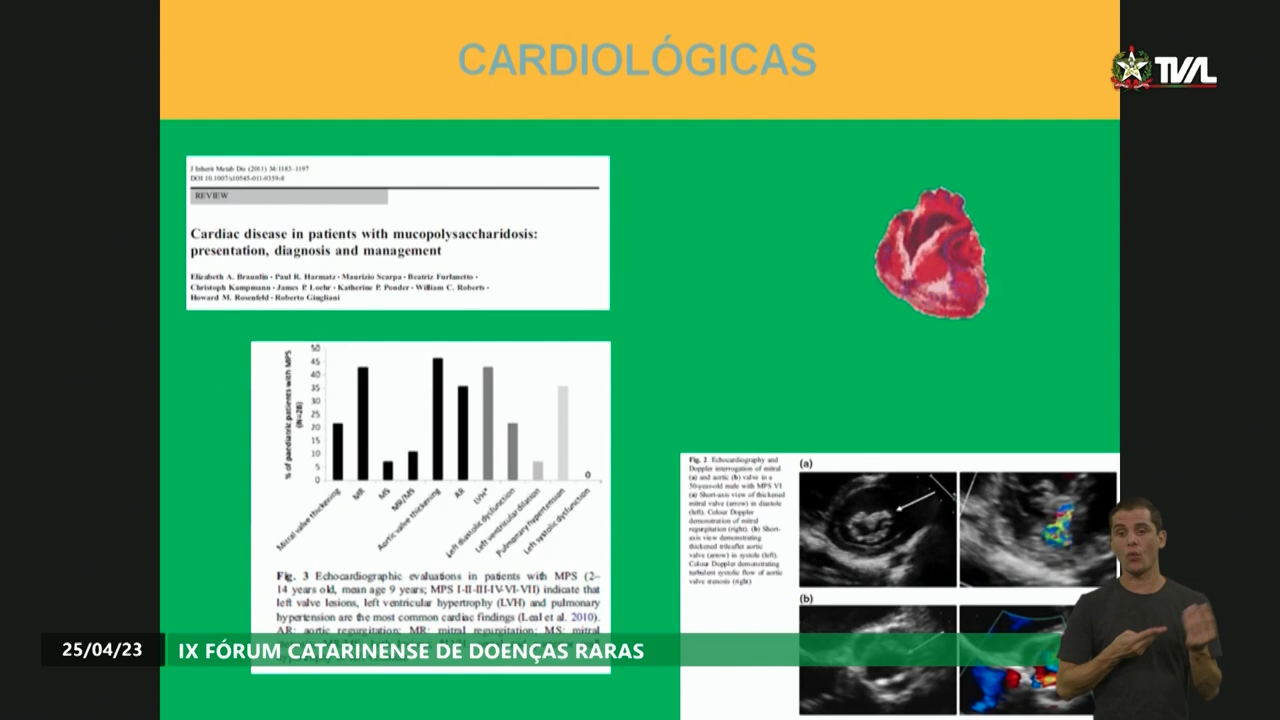 CARDIOLÓGICAS
TVAL
J Inherit Metab Dis (2011) 34:1183–1197
DOI 10.1007/s10545-011-9359-8
REVIEW
Cardiac disease in patients with mucopolysaccharidosis:
presentation, diagnosis and management
Elizabeth A. Braunlin · Paul R. Harmatz · Maurizio Scarpa · Beatriz Furlanetto ·
Christoph Kampmann · James P. Loehr · Katherine P. Ponder · William C. Roberts ·
Howard M. Rosenfeld · Roberto Giugliani
% of paediatric patients with MPS
(N=28)
50
45
40
35
30
25
20
15
10
5
0
0
Mitral valve thickening
MR
MS
MR/MS
Aortic valve thickening
AR
LVH*
Left diastolic dysfunction
Left ventricular dilation
Pulmonary hypertension
Left systolic dysfunction
Fig. 3 Echocardiographic evaluations in patients with MPS (2–
14 years old, mean age 9 years; MPS I-II-III-IV-VI-VII) indicate that
left valve lesions, left ventricular hypertrophy (LVH) and pulmonary
hypertension are the most common cardiac findings (Leal et al. 2010).
AR: aortic regurgitation; MR: mitral regurgitation; MS: mitral
Fig. 2 Echocardiography and
Doppler interrogation of mitral
(a) and aortic (b) valve in a
50-year-old male with MPS VI
(a) Short-axis view of thickened
mitral valve (arrow) in diastole
(left). Colour Doppler
demonstration of mitral
regurgitation (right). (b) Short-
axis view demonstrating
thickened trileaflet aortic
valve (arrow) in systole (left).
Colour Doppler demonstrating
turbulent systolic flow of aortic
valve stenosis (right)
(a)
(b)
25/04/23
IX FÓRUM CATARINENSE DE DOENÇAS RARAS